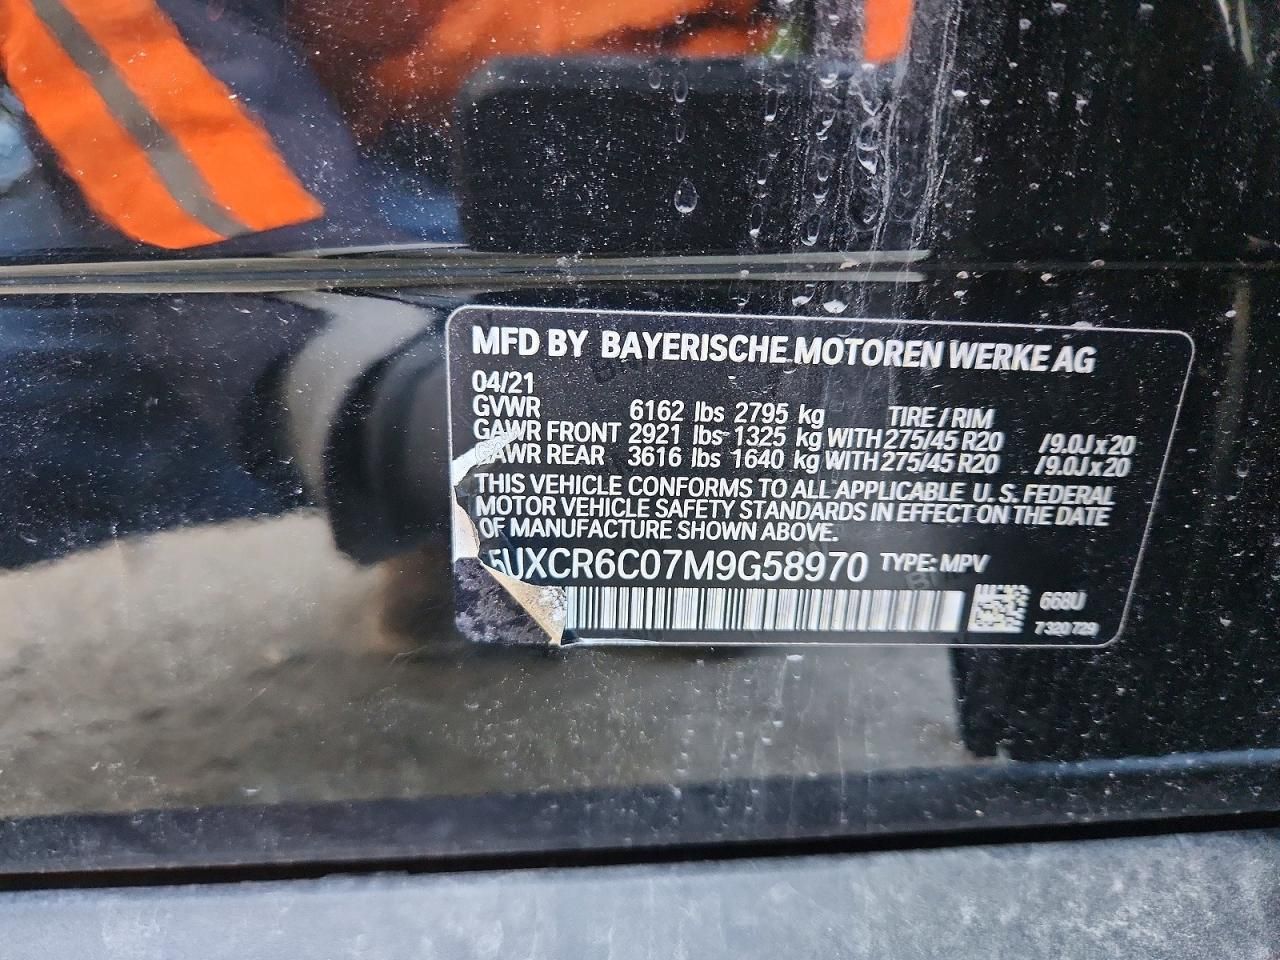 MFD BY BAYERISCHE MOTOREN WERKE AG
04/21
GVWR 6162 lbs 2795 kg TIRE / RIM
GAWR FRONT 2921 lbs 1325 kg WITH 275/45 R20 /9.0J x 20
GAWR REAR 3616 lbs 1640 kg WITH 275/45 R20 /9.0J x 20
THIS VEHICLE CONFORMS TO ALL APPLICABLE U.S. FEDERAL
MOTOR VEHICLE SAFETY STANDARDS IN EFFECT ON THE DATE
OF MANUFACTURE SHOWN ABOVE.
5UXCR6C07M9G58970 TYPE: MPV
668U
7 320 729